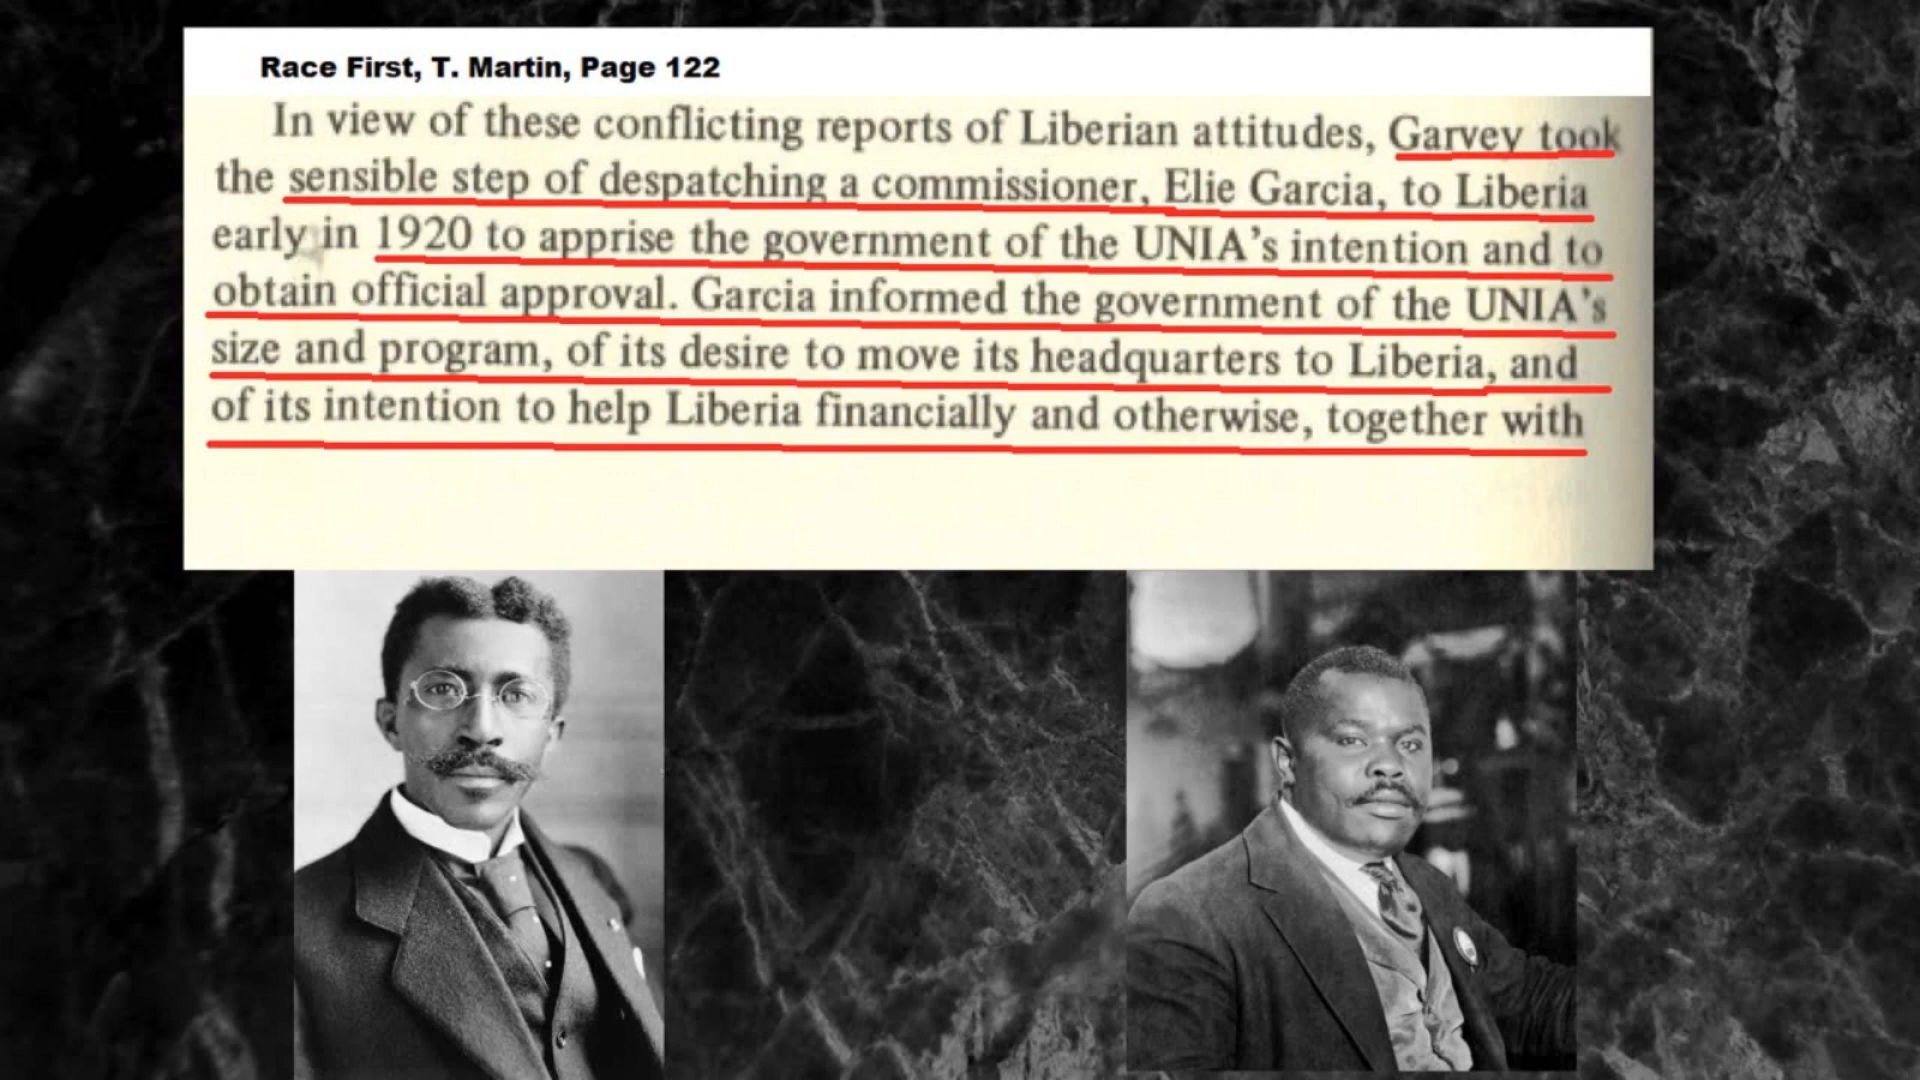 Race First, T. Martin, Page 122
In view of these conflicting reports of Liberian attitudes, Garvey took
the sensible step of despatching a commissioner, Elie Garcia, to Liberia
early in 1920 to apprise the government of the UNIA's intention and to
obtain official approval. Garcia informed the government of the UNIA's
size and program, of its desire to move its headquarters to Liberia, and
of its intention to help Liberia financially and otherwise, together with